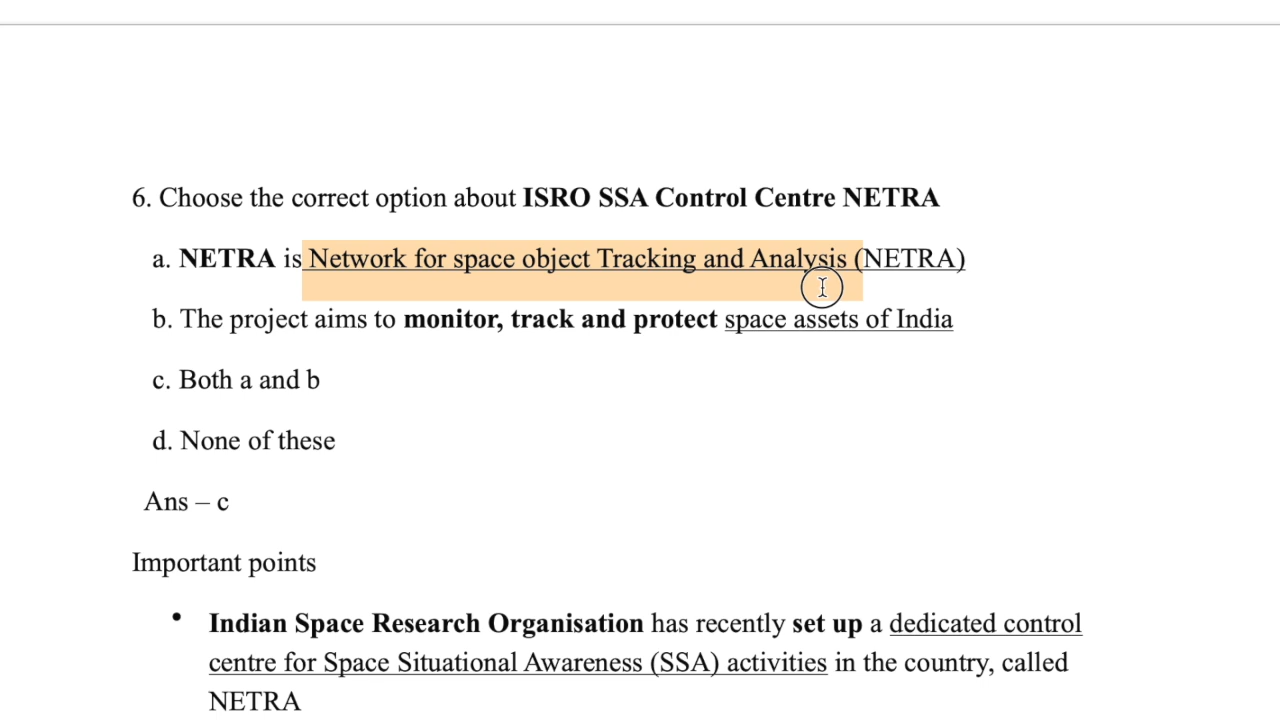 6. Choose the correct option about ISRO SSA Control Centre NETRA
a. NETRA is Network for space object Tracking and Analysis (NETRA)
b. The project aims to monitor, track and protect space assets of India
c. Both a and b
d. None of these
Ans – c
Important points
• Indian Space Research Organisation has recently set up a dedicated control
centre for Space Situational Awareness (SSA) activities in the country, called
NETRA